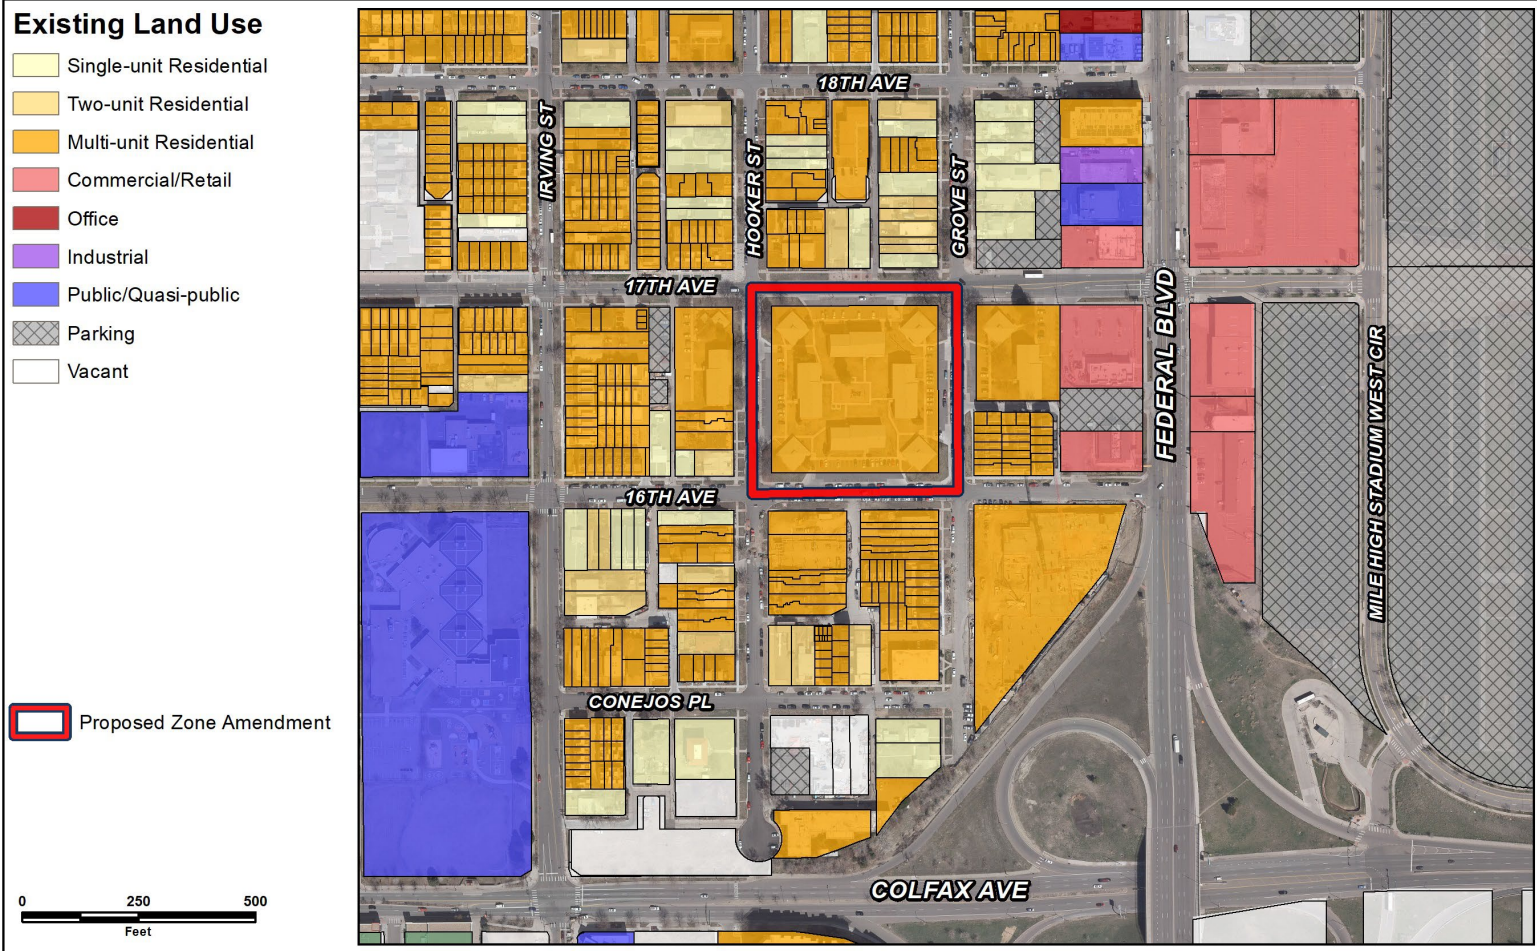 Existing Land Use
Single-unit Residential
Two-unit Residential
Multi-unit Residential
Commercial/Retail
Office
Industrial
Public/Quasi-public
Parking
Vacant
Proposed Zone Amendment
0 250 500
Feet
18TH AVE
IRVING ST
HOOKER ST
GROVE ST
17TH AVE
FEDERAL BLVD
MILE HIGH STADIUM WEST CIR
16TH AVE
CONEJOS PL
COLFAX AVE